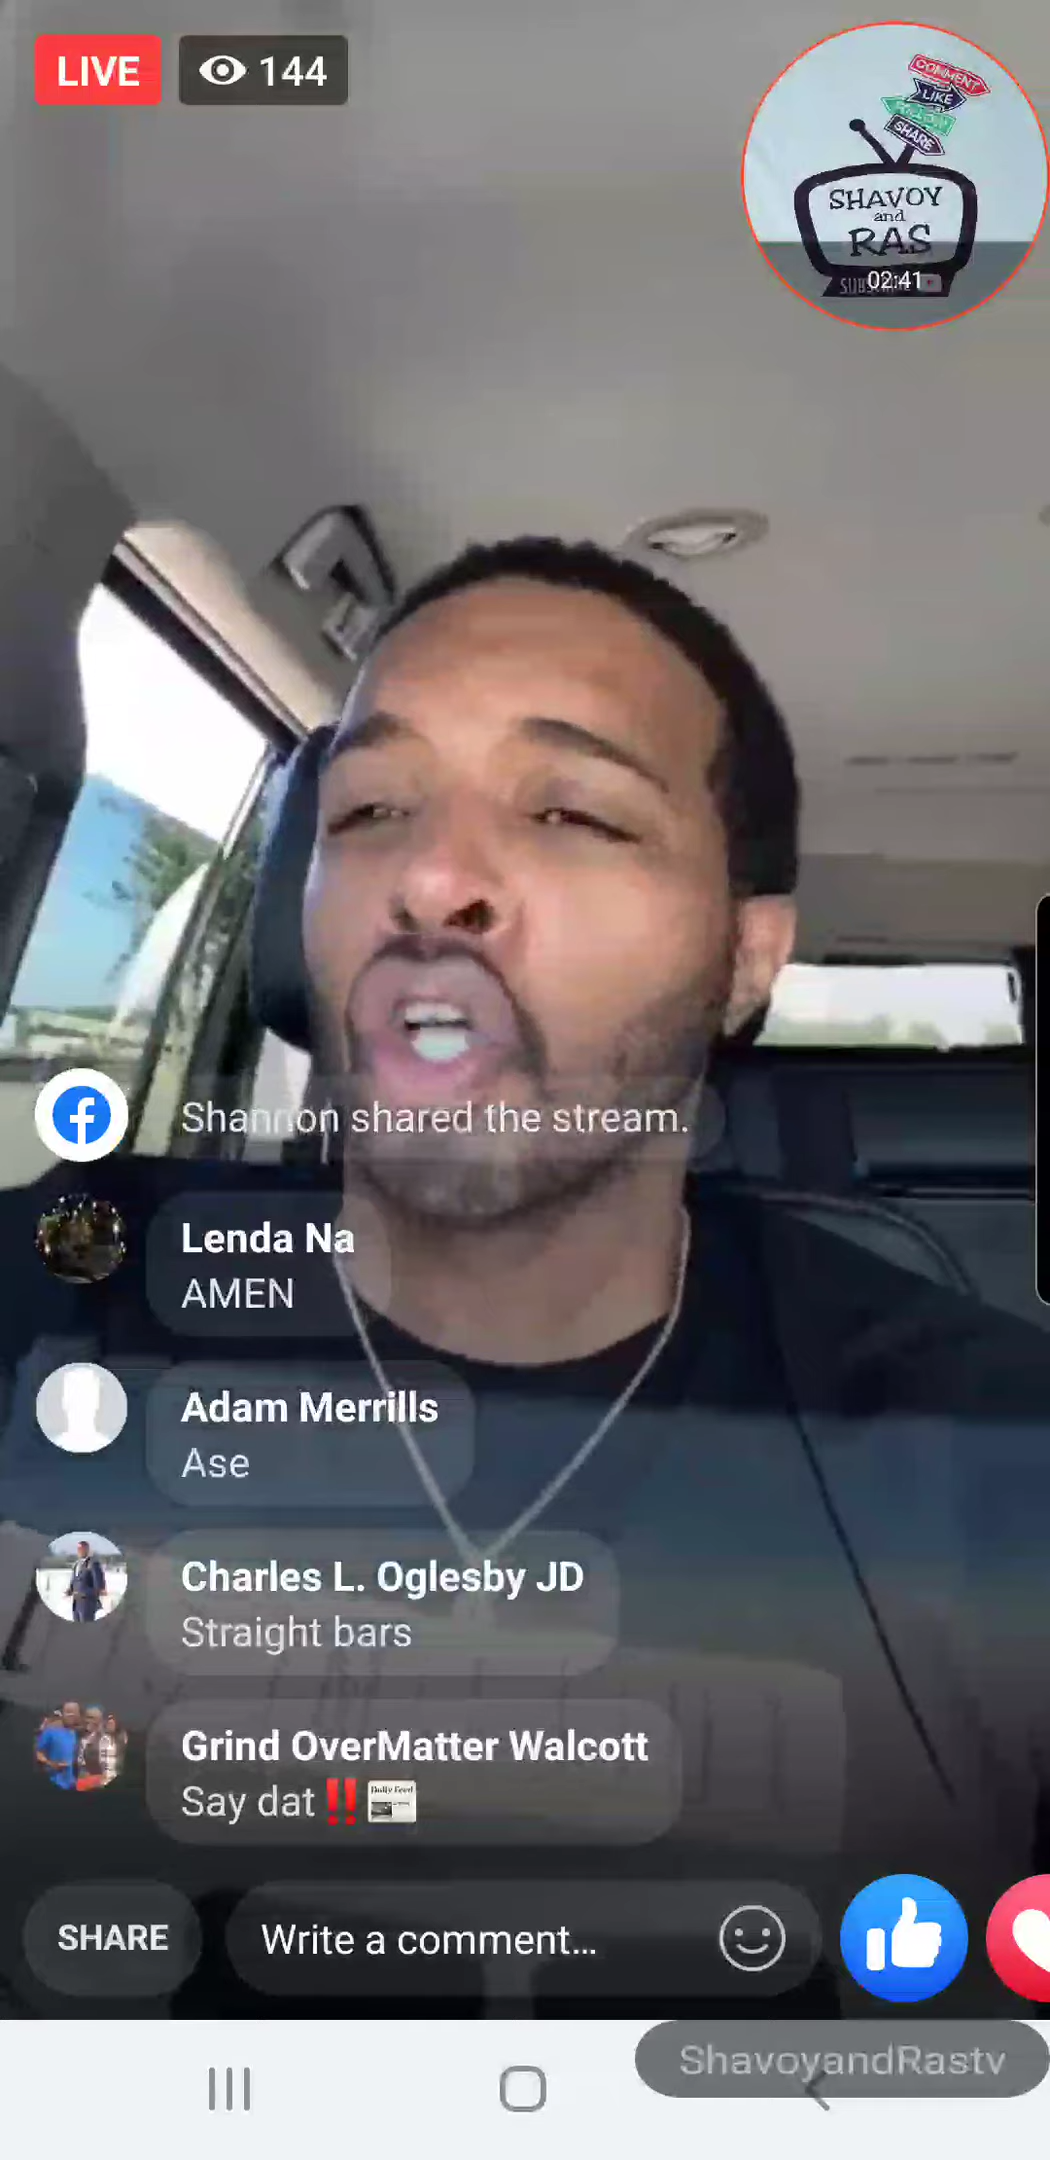 LIVE
144
COMMENT
LIKE
SHARE
SHAVOY
and
RAS
02:41
Shannon shared the stream.
Lenda Na
AMEN
Adam Merrills
Ase
Charles L. Oglesby JD
Straight bars
Grind OverMatter Walcott
Say dat‼️📰
SHARE
Write a comment...
ShavoyandRastv